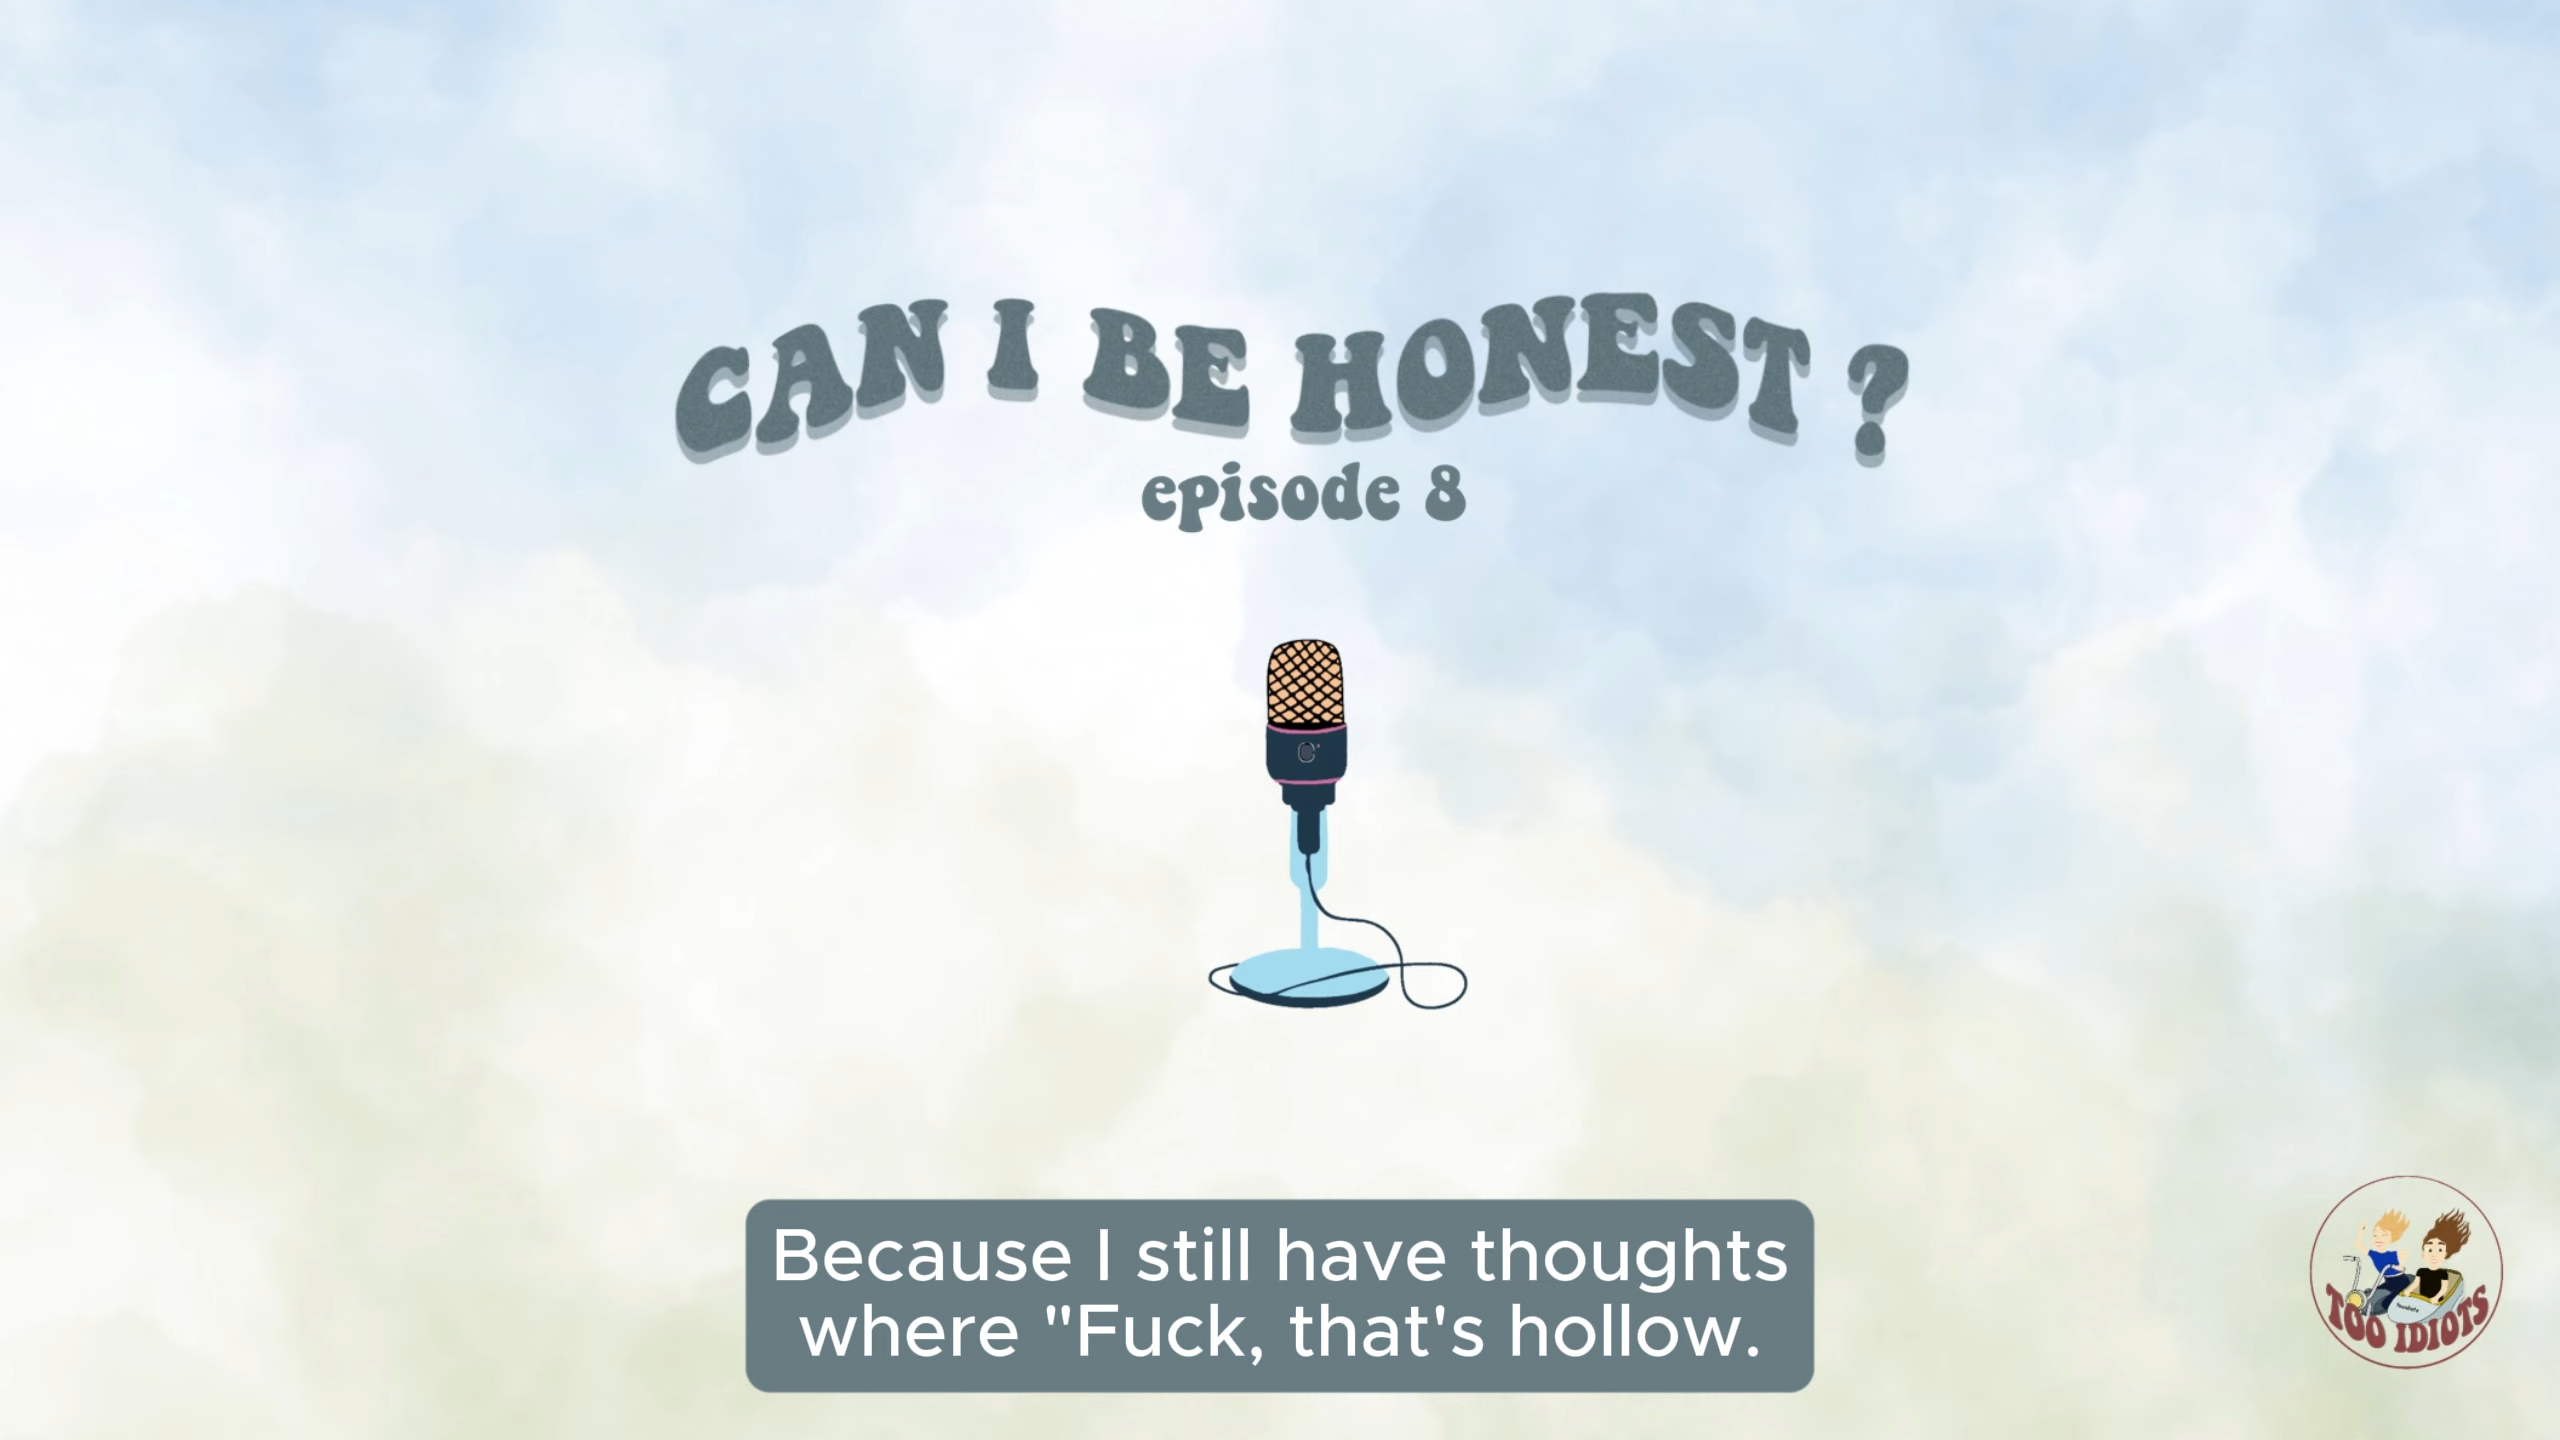 CAN I BE HONEST ?
episode 8
Because I still have thoughts
where "Fuck, that's hollow.
TOO IDIOTS